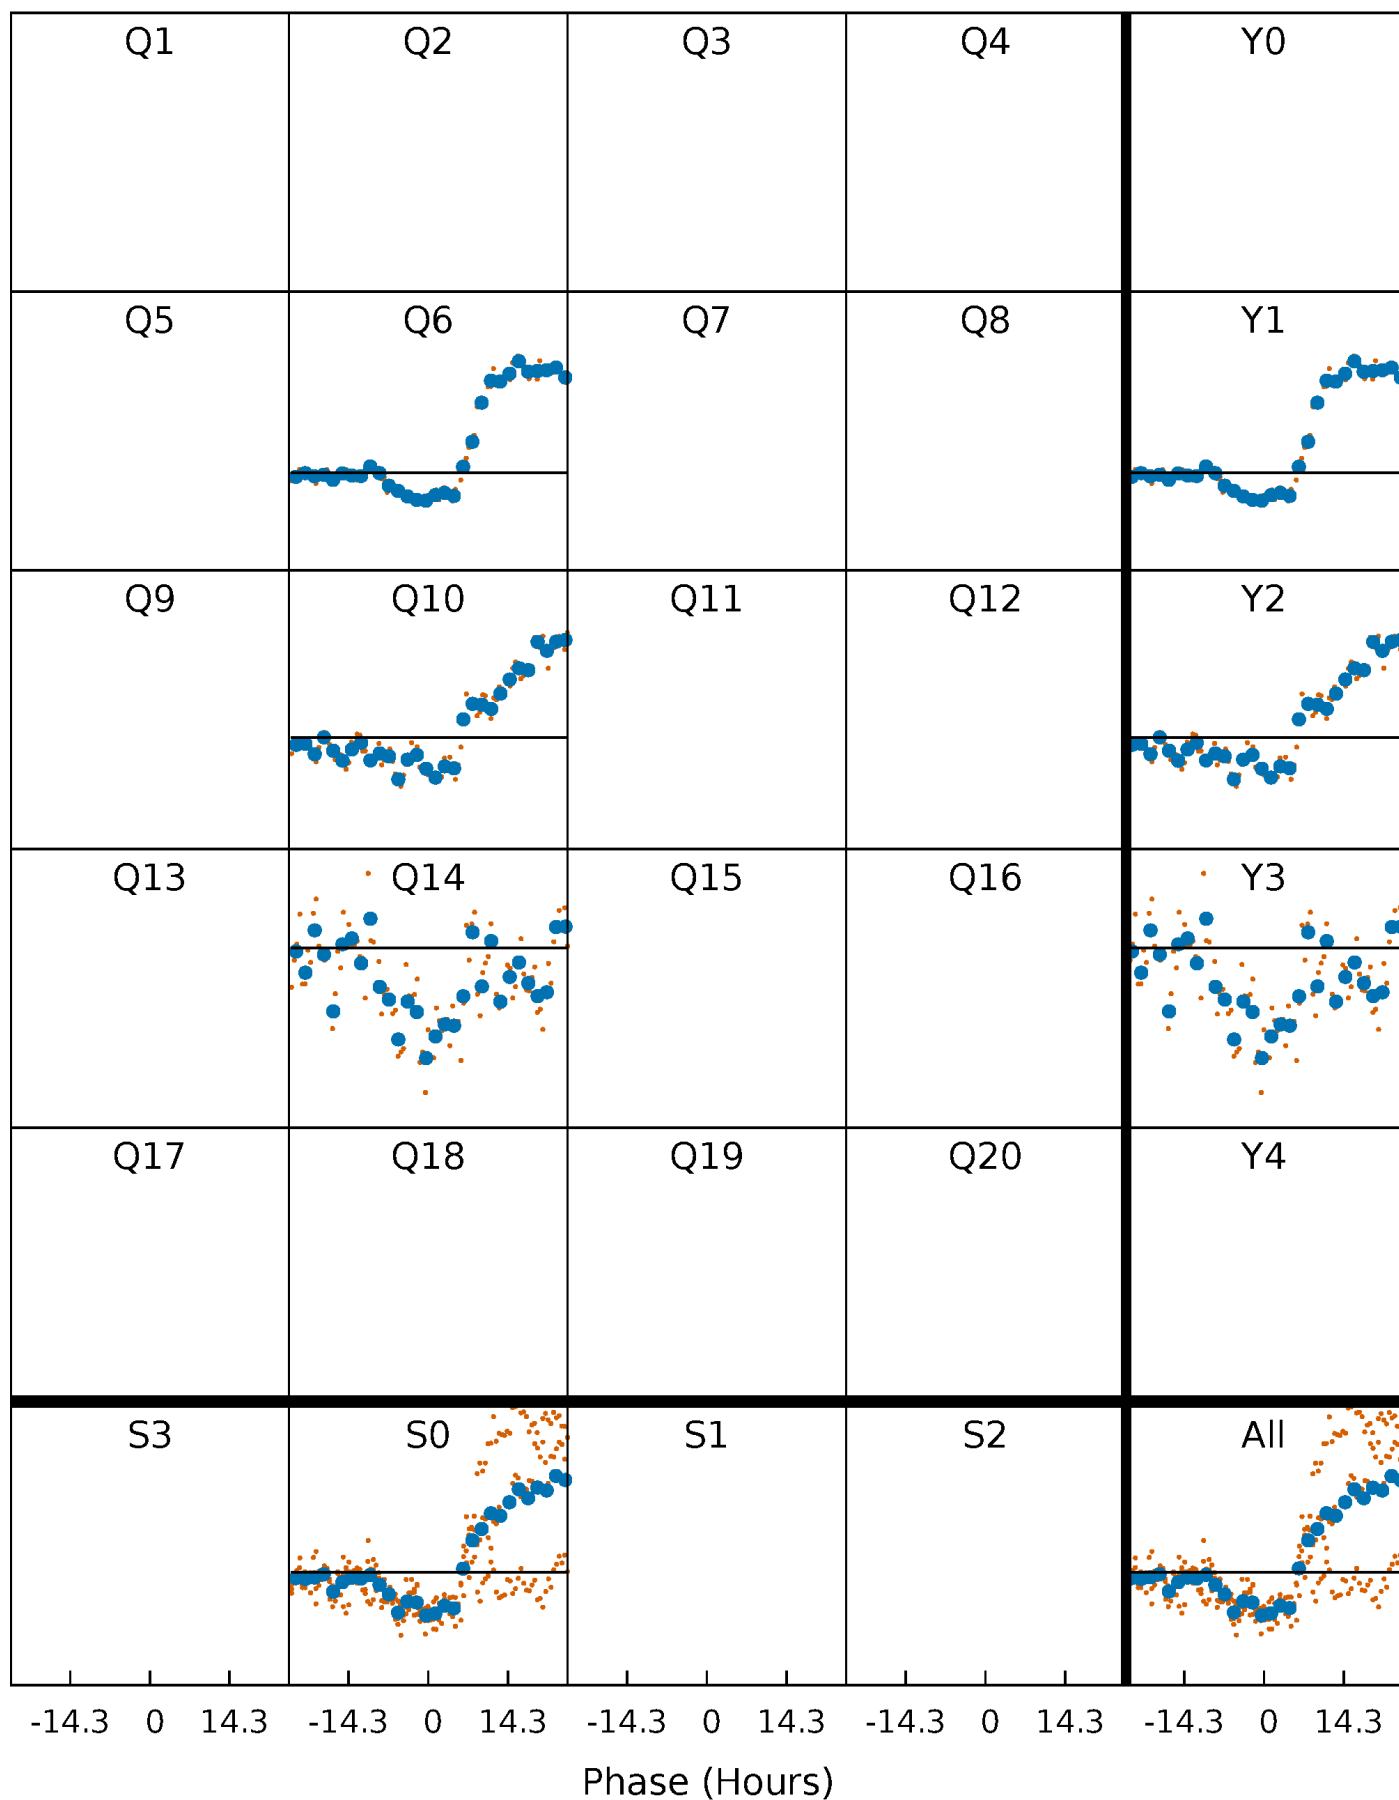 Q1 Q2 Q3 Q4 Y0
Q5 Q6 Q7 Q8 Y1
Q9 Q10 Q11 Q12 Y2
Q13 Q14 Q15 Q16 Y3
Q17 Q18 Q19 Q20 Y4
S3 S0 S1 S2 All
-14.3 0 14.3 -14.3 0 14.3 -14.3 0 14.3 -14.3 0 14.3 -14.3 0 14.3
Phase (Hours)